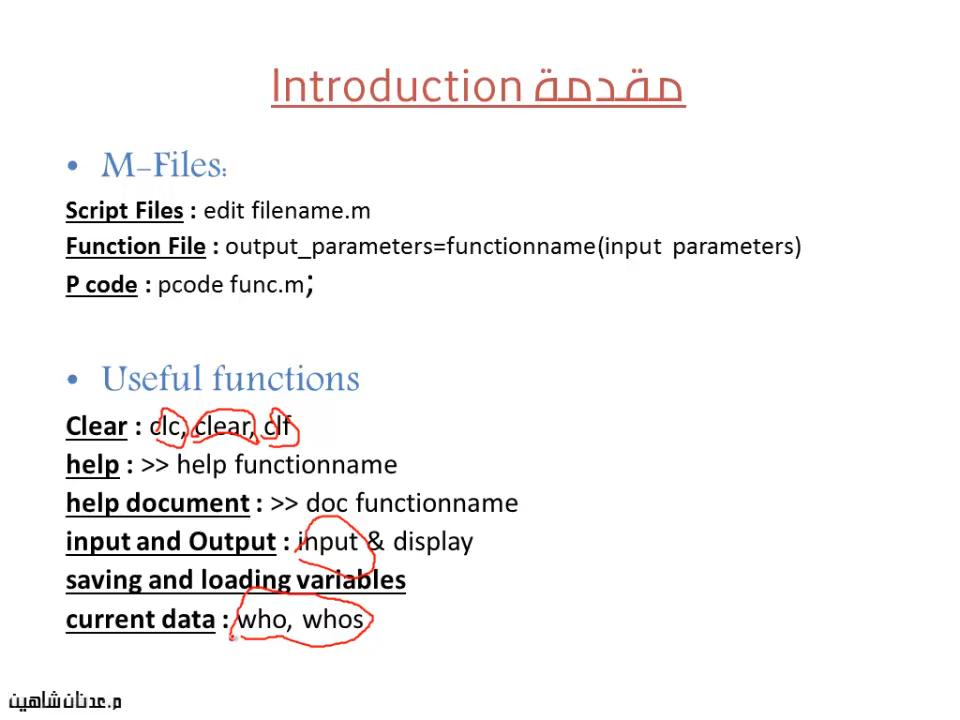 Introduction مقدمة
• M-Files:
Script Files : edit filename.m
Function File : output_parameters=functionname(input parameters)
P code : pcode func.m;
• Useful functions
Clear : clc, clear, clf
help : >> help functionname
help document : >> doc functionname
input and Output : input & display
saving and loading variables
current data : who, whos
م.عدنان شاهين